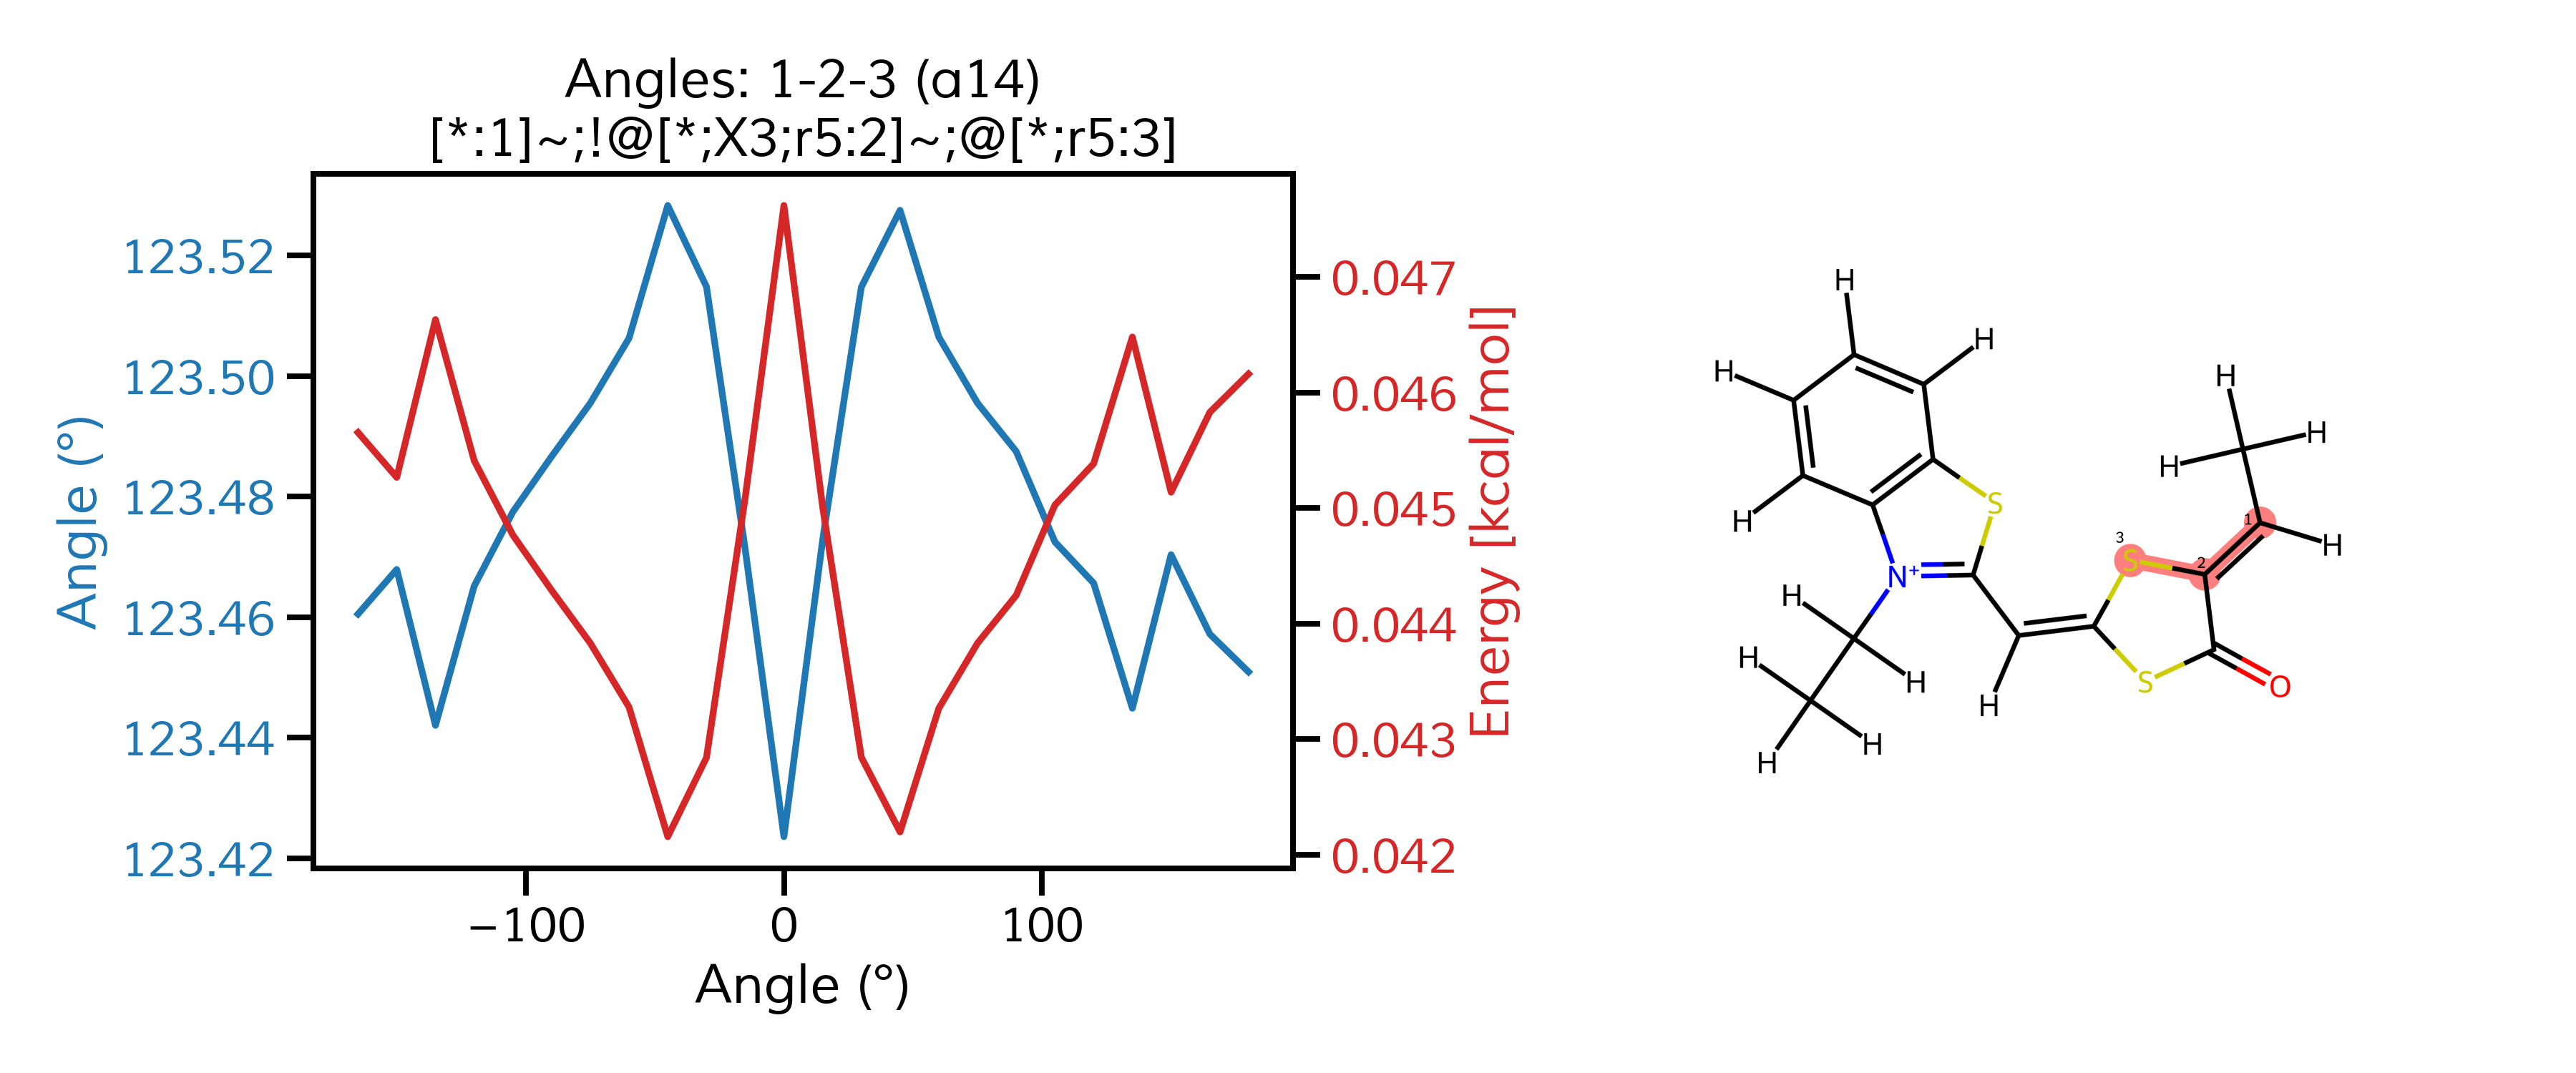 Angles: 1-2-3 (a14)
[*:1]~;!@[*;X3;r5:2]~;@[*;r5:3]
Angle (°)
123.52
123.50
123.48
123.46
123.44
123.42
−100
0
100
Angle (°)
0.047
0.046
0.045
0.044
0.043
0.042
Energy [kcal/mol]
H
H
H
H
H
H
H
S
1
H
3
S
2
N+
H
H
H
S
O
H
H
H